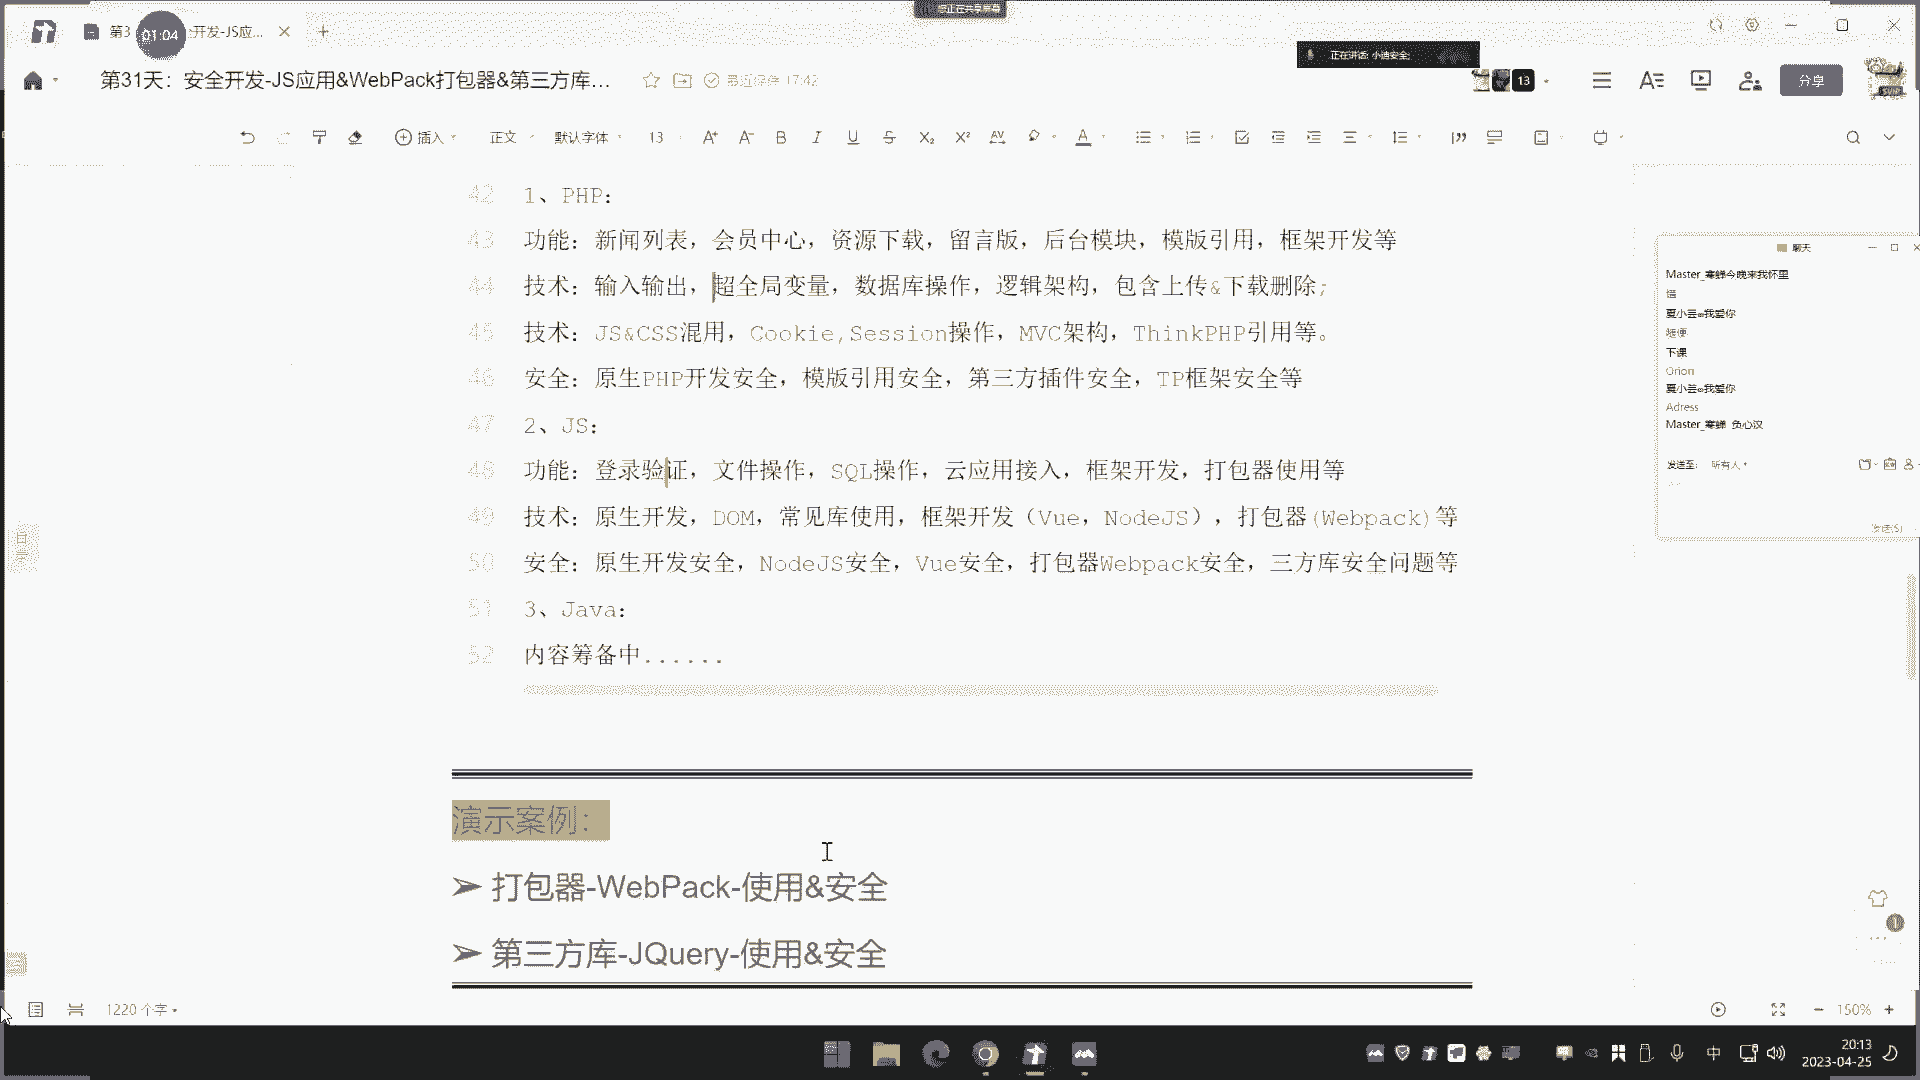 您正在共享屏幕
第3
01:04
开发-JS应...
正在讲话: 小迪安全;
第31天：安全开发-JS应用&WebPack打包器&第三方库...
最近保存 17:42
13
分享
插入
正文
默认字体
13
42 1、PHP：
43 功能：新闻列表，会员中心，资源下载，留言版，后台模块，模版引用，框架开发等
44 技术：输入输出，超全局变量，数据库操作，逻辑架构，包含上传&下载删除；
45 技术：JS&CSS混用，Cookie,Session操作，MVC架构，ThinkPHP引用等。
46 安全：原生PHP开发安全，模版引用安全，第三方插件安全，TP框架安全等
47 2、JS：
48 功能：登录验证，文件操作，SQL操作，云应用接入，框架开发，打包器使用等
49 技术：原生开发，DOM，常见库使用，框架开发（Vue，NodeJS），打包器(Webpack)等
50 安全：原生开发安全，NodeJS安全，Vue安全，打包器Webpack安全，三方库安全问题等
51 3、Java：
52 内容筹备中......
演示案例：
➢ 打包器-WebPack-使用&安全
➢ 第三方库-JQuery-使用&安全
聊天
Master_蹇蝉今晚来我怀里
夏小芸∞我爱你
随便
下课
Orion
夏小芸∞我爱你
Adress
Master_蹇蝉 负心汉
发送至： 所有人
发送(S)
1220 个字
150%
中
20:13
2023-04-25